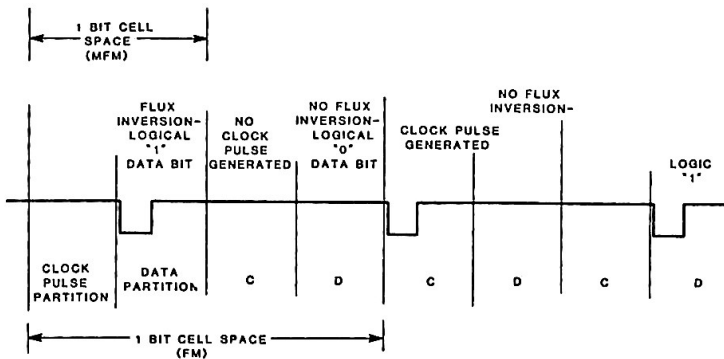 1 BIT CELL
SPACE
(MFM)
FLUX
INVERSION-
LOGICAL
"1"
DATA BIT
NO
CLOCK
PULSE
GENERATED
NO FLUX
INVERSION-
LOGICAL
"0"
DATA BIT
CLOCK PULSE
GENERATED
NO FLUX
INVERSION-
LOGIC
"1"
CLOCK
PULSE
PARTITION
DATA
PARTITION
C
D
C
D
C
D
1 BIT CELL SPACE
(FM)